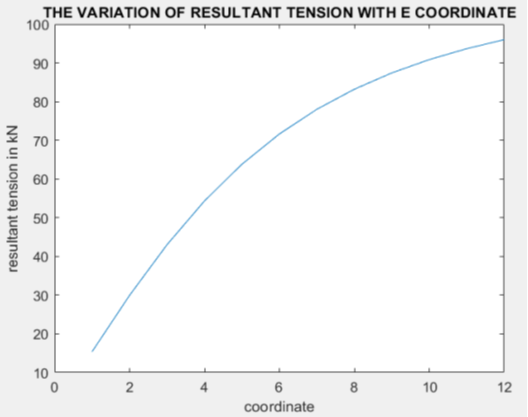 THE VARIATION OF RESULTANT TENSION WITH E COORDINATE
100
90
80
70
60
50
40
30
20
10
resultant tension in kN
0 2 4 6 8 10 12
coordinate